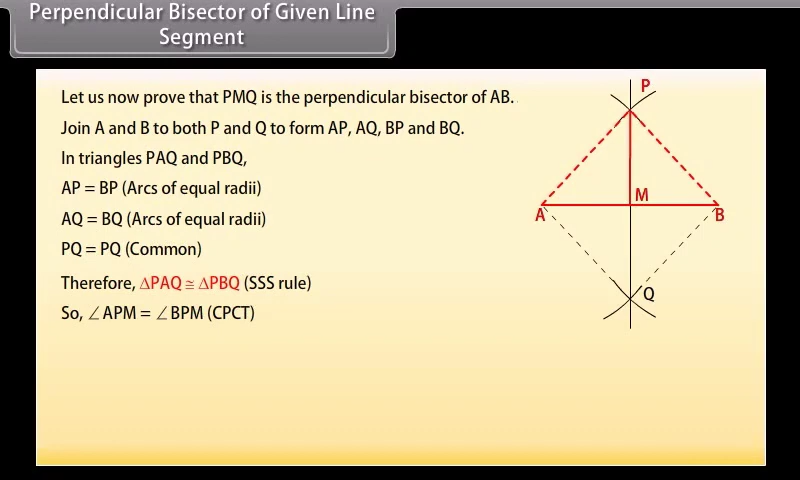 Perpendicular Bisector of Given Line
Segment
Let us now prove that PMQ is the perpendicular bisector of AB.
Join A and B to both P and Q to form AP, AQ, BP and BQ.
In triangles PAQ and PBQ,
AP = BP (Arcs of equal radii)
AQ = BQ (Arcs of equal radii)
PQ = PQ (Common)
Therefore, ΔPAQ ≅ ΔPBQ (SSS rule)
So, ∠APM = ∠BPM (CPCT)
P
M
A
B
Q